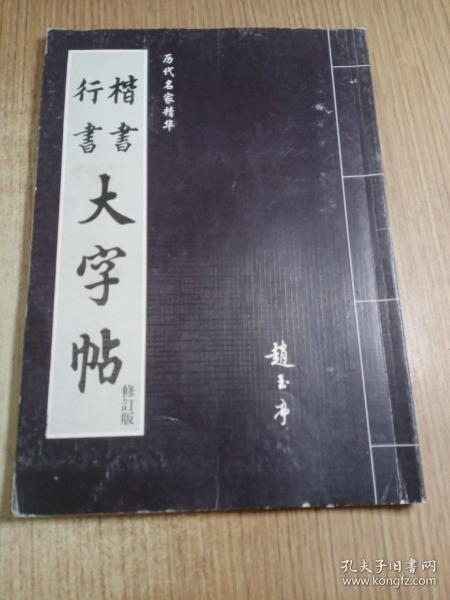 历代名家精华
楷書
行書
大字帖
修訂版
趙玉亭
孔夫子旧书网
www.kongfz.com